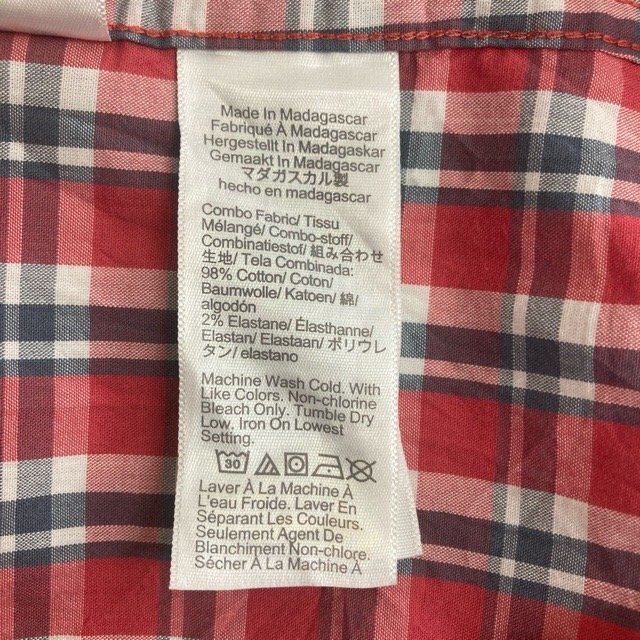 Made In Madagascar
Fabriqué À Madagascar
Hergestellt In Madagaskar
Gemaakt In Madagascar
マダガスカル製
hecho en madagascar
Combo Fabric/ Tissu
Mélangé/ Combo-stoff/
Combinatiestof/ 組み合わせ
生地/ Tela Combinada:
98% Cotton/ Coton/
Baumwolle/ Katoen/ 綿/
algodón
2% Elastane/ Élasthanne/
Elastan/ Elastaan/ ポリウレ
タン/ elastano
Machine Wash Cold. With
Like Colors. Non-chlorine
Bleach Only. Tumble Dry
Low. Iron On Lowest
Setting.
30
Laver À La Machine À
L'eau Froide. Laver En
Séparant Les Couleurs.
Seulement Agent De
Blanchiment Non-chlore.
Sécher À La Machine À